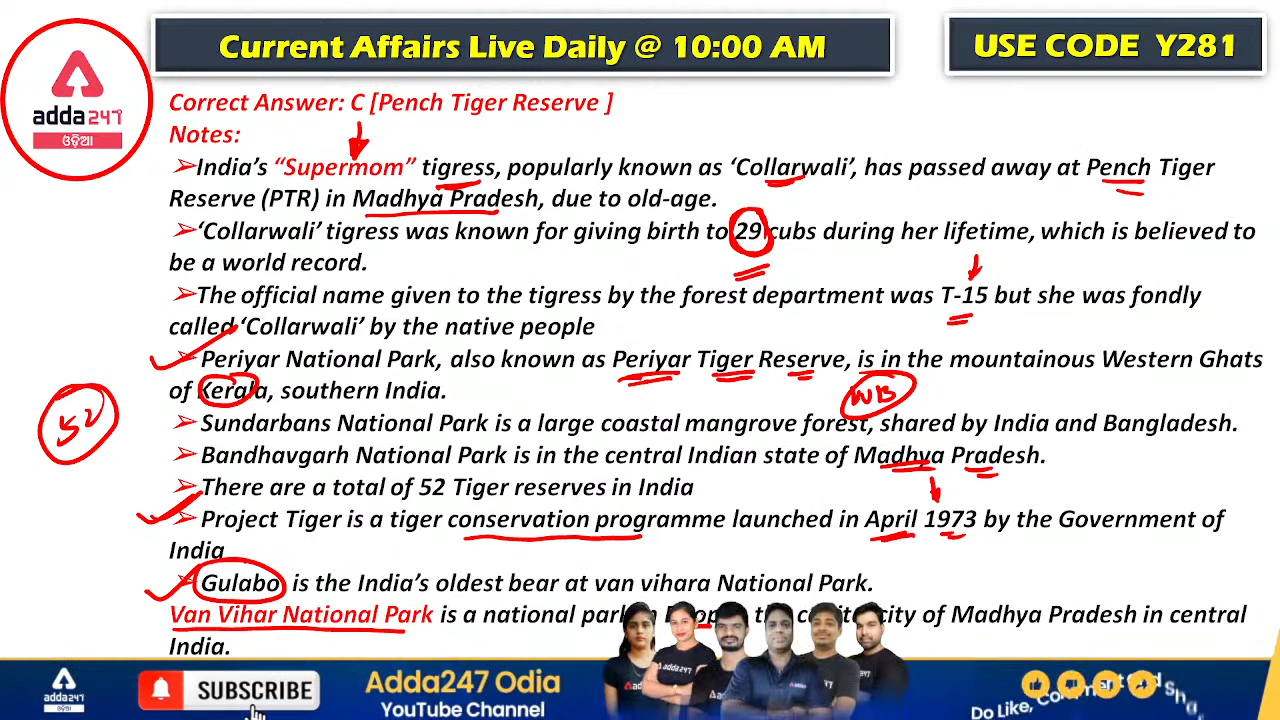 Current Affairs Live Daily @ 10:00 AM
USE CODE Y281
adda247
ଓଡ଼ିଆ
Correct Answer: C [Pench Tiger Reserve ]
Notes:
➢India's “Supermom” tigress, popularly known as ‘Collarwali’, has passed away at Pench Tiger
Reserve (PTR) in Madhya Pradesh, due to old-age.
➢‘Collarwali’ tigress was known for giving birth to 29 cubs during her lifetime, which is believed to
be a world record.
➢The official name given to the tigress by the forest department was T-15 but she was fondly
called ‘Collarwali’ by the native people
➢Periyar National Park, also known as Periyar Tiger Reserve, is in the mountainous Western Ghats
of Kerala, southern India.
WB
52
➢Sundarbans National Park is a large coastal mangrove forest, shared by India and Bangladesh.
➢Bandhavgarh National Park is in the central Indian state of Madhya Pradesh.
➢There are a total of 52 Tiger reserves in India
➢Project Tiger is a tiger conservation programme launched in April 1973 by the Government of
India
➢Gulabo is the India's oldest bear at van vihara National Park.
Van Vihar National Park is a national park city of Madhya Pradesh in central
India.
adda247
ଓଡ଼ିଆ
SUBSCRIBE
Adda247 Odia
YouTube Channel
Do Like, Comment and Sha